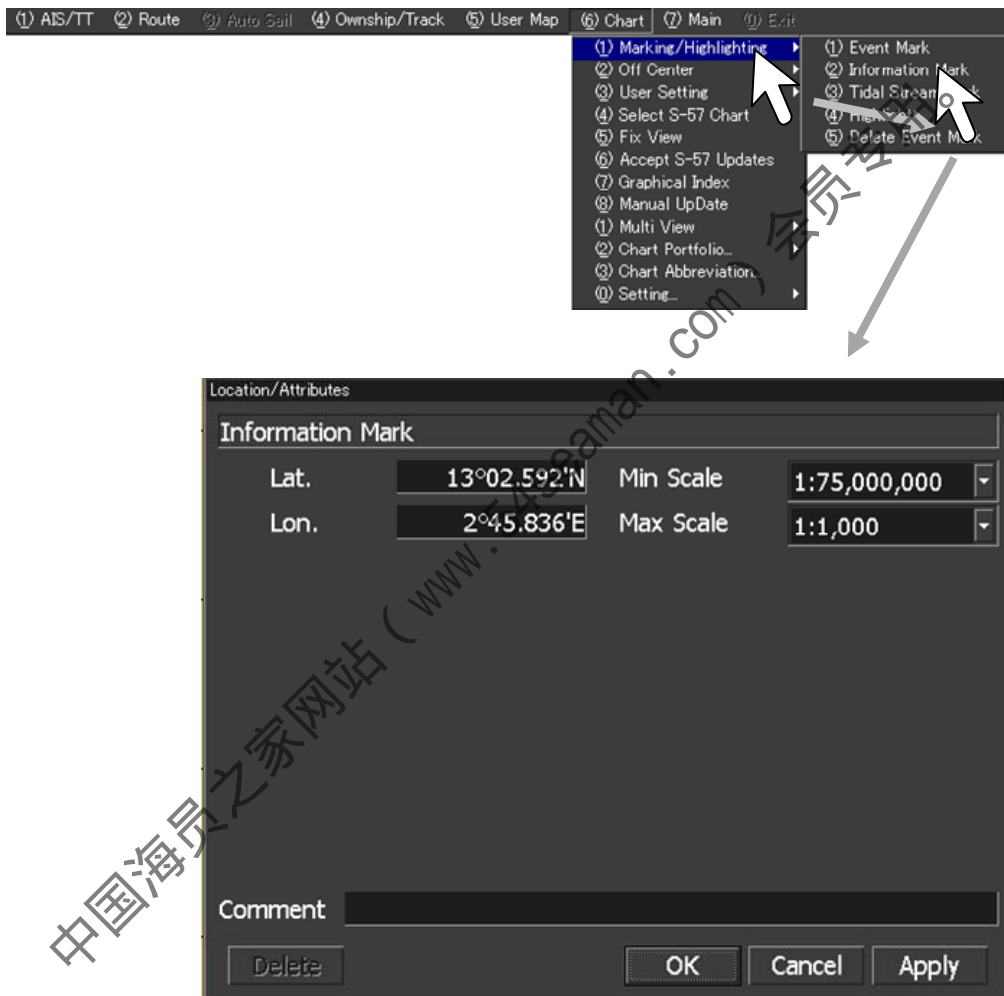 (1) AIS/TT (2) Route (3) Auto Sail (4) Ownship/Track (5) User Map (6) Chart (7) Main (0) Exit
(1) Marking/Highlighting
(2) Off Center
(3) User Setting
(4) Select S-57 Chart
(5) Fix View
(6) Accept S-57 Updates
(7) Graphical Index
(8) Manual UpDate
(1) Multi View
(2) Chart Portfolio...
(3) Chart Abbreviation...
(0) Setting...
(1) Event Mark
(2) Information Mark
(3) Tidal Stream
(4)
(5) Delete Event
Location/Attributes
Information Mark
Lat. 13°02.592'N Min Scale 1:75,000,000
Lon. 2°45.836'E Max Scale 1:1,000
Comment
Delete OK Cancel Apply
中国海员之家网站（www.54seaman.com）会员专用。